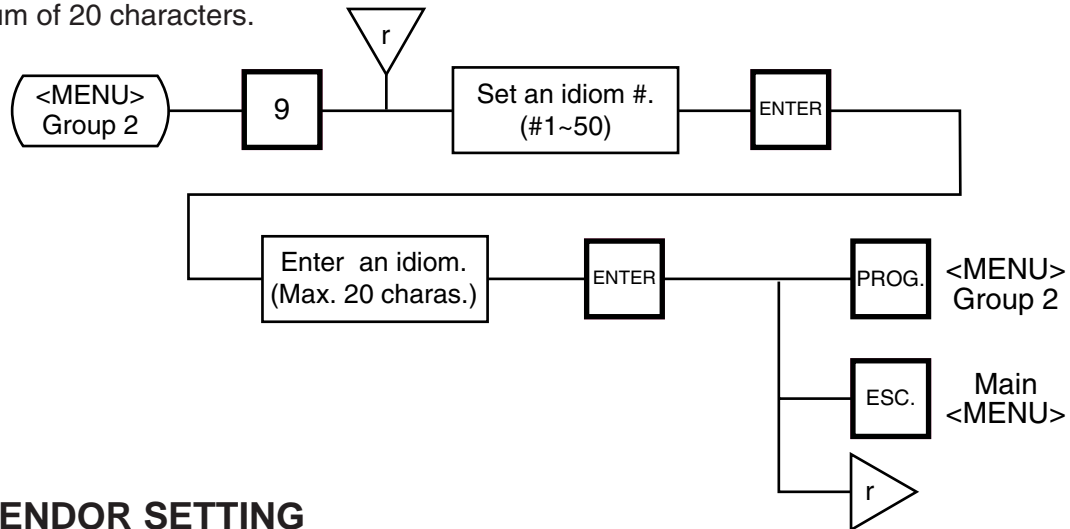 um of 20 characters.
r
<MENU>
Group 2
9
Set an idiom #.
(#1~50)
ENTER
Enter an idiom.
(Max. 20 charas.)
ENTER
PROG.
<MENU>
Group 2
ESC.
Main
<MENU>
r
ENDOR SETTING